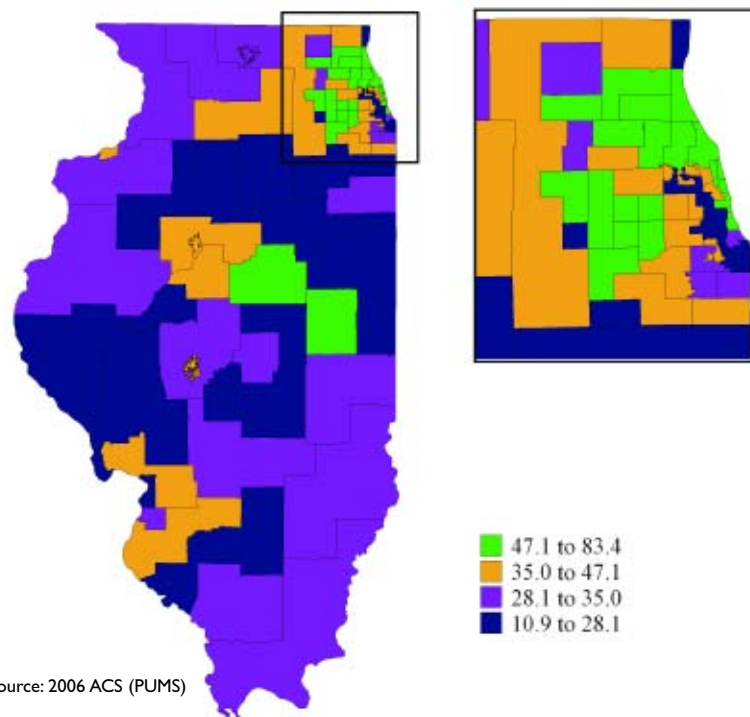 47.1 to 83.4
35.0 to 47.1
28.1 to 35.0
10.9 to 28.1
ource: 2006 ACS (PUMS)